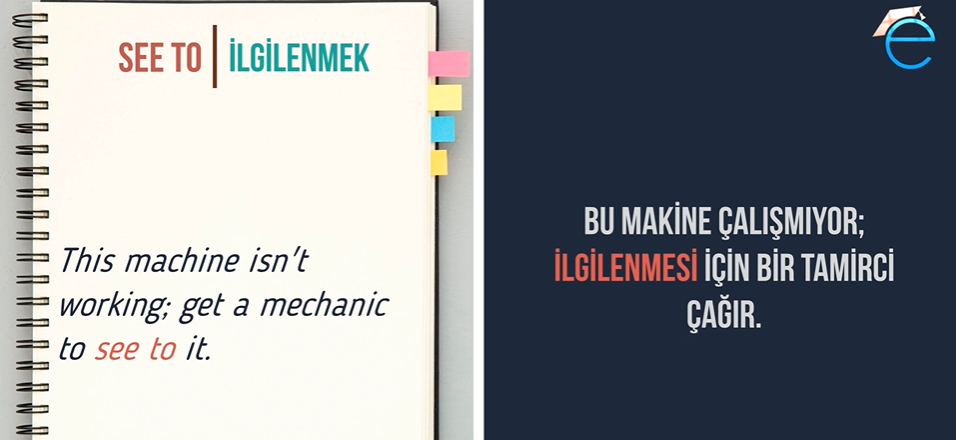 SEE TO | İLGİLENMEK
This machine isn't
working; get a mechanic
to see to it.
BU MAKİNE ÇALIŞMIYOR;
İLGİLENMESİ İÇİN BİR TAMİRCİ
ÇAĞIR.
e